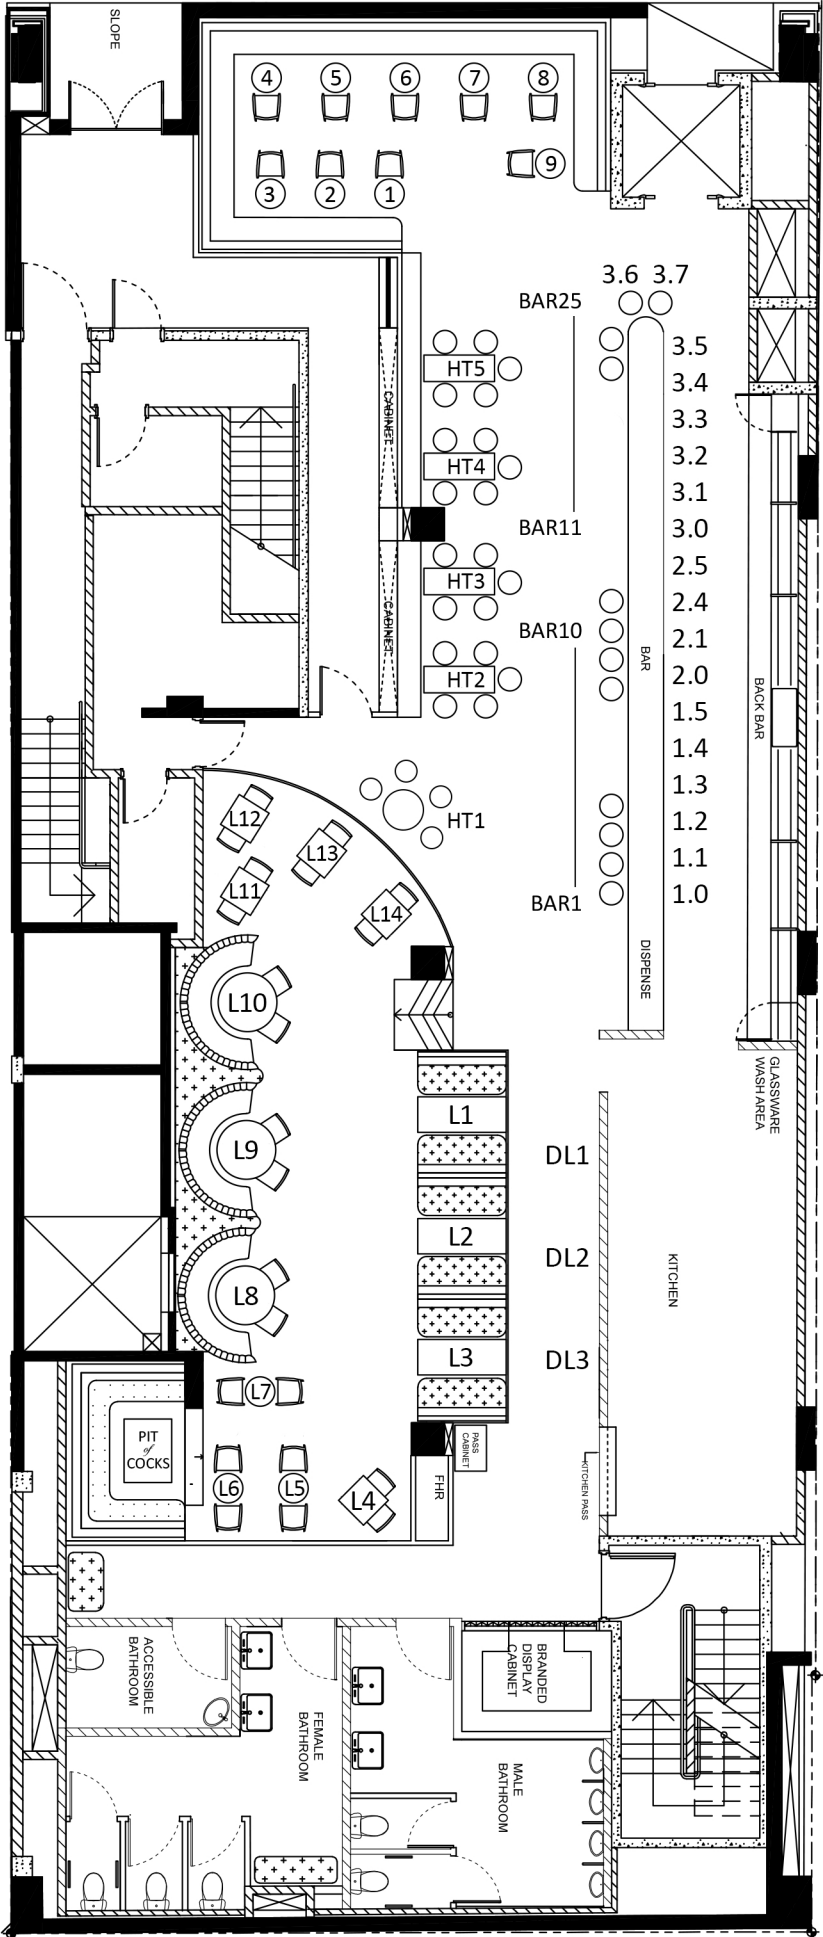 SLOPE
4 5 6 7 8
3 2 1 9
3.6 3.7
BAR25
3.5
HT5
3.4
CABINET
3.3
3.2
HT4
3.1
BAR11
3.0
2.5
HT3
2.4
CABINET
BAR10
2.1
BAR
2.0
HT2
1.5
BACK BAR
1.4
1.3
HT1
1.2
L12
L13
1.1
L11
1.0
BAR1
L14
DISPENSE
L10
GLASSWARE
WASH AREA
L1
L9
DL1
L2
DL2
KITCHEN
L8
L3
DL3
L7
PIT
of
COCKS
PASS
CABINET
KITCHEN PASS
FHR
L6
L5
L4
ACCESSIBLE
BATHROOM
BRANDED
DISPLAY
CABINET
FEMALE
BATHROOM
MALE
BATHROOM